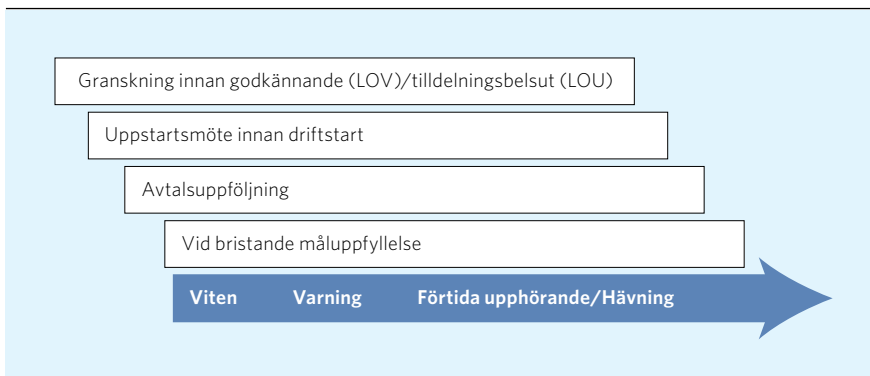 Granskning innan godkännande (LOV)/tilldelningsbelsut (LOU)
Uppstartsmöte innan driftstart
Avtalsuppföljning
Vid bristande måluppfyllelse
Viten Varning Förtida upphörande/Hävning